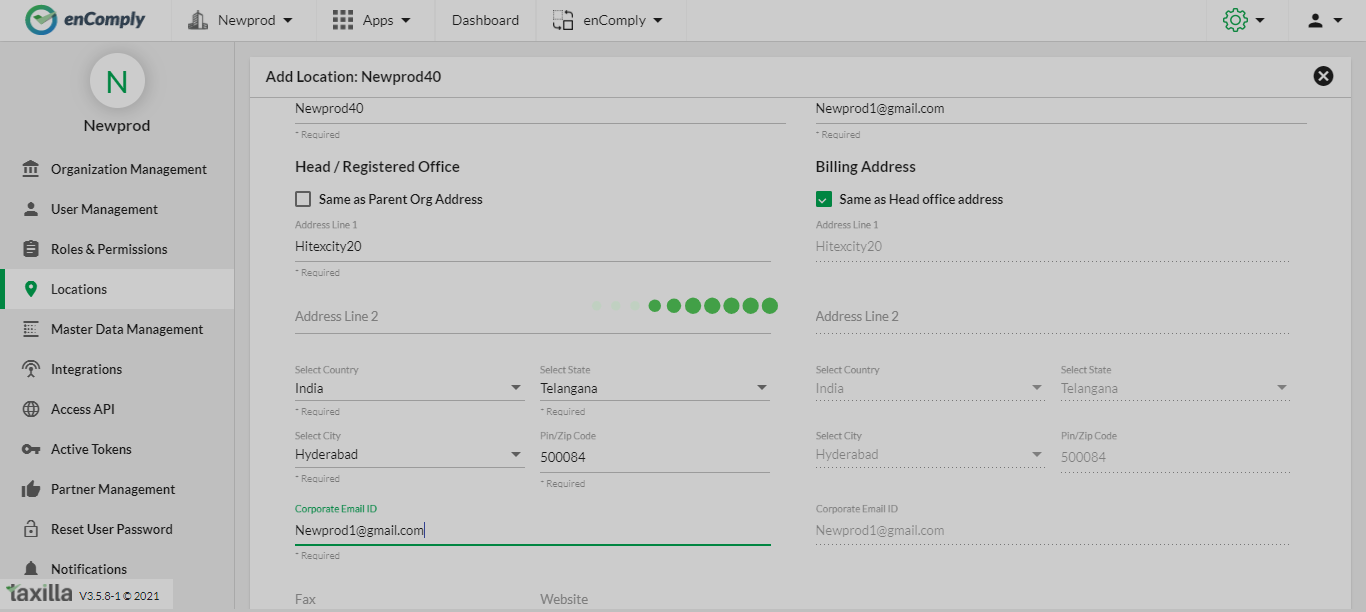 enComply Newprod Apps Dashboard enComply
N
Newprod
Organization Management
User Management
Roles & Permissions
Locations
Master Data Management
Integrations
Access API
Active Tokens
Partner Management
Reset User Password
Notifications
taxilla V3.5.8-1 © 2021
Add Location: Newprod40
Newprod40 Newprod1@gmail.com
* Required * Required
Head / Registered Office Billing Address
Same as Parent Org Address Same as Head office address
Address Line 1 Address Line 1
Hitexcity20 Hitexcity20
* Required
Address Line 2 Address Line 2
Select Country Select State Select Country Select State
India Telangana India Telangana
* Required * Required
Select City Pin/Zip Code Select City Pin/Zip Code
Hyderabad 500084 Hyderabad 500084
* Required * Required
Corporate Email ID Corporate Email ID
Newprod1@gmail.com Newprod1@gmail.com
* Required
Fax Website